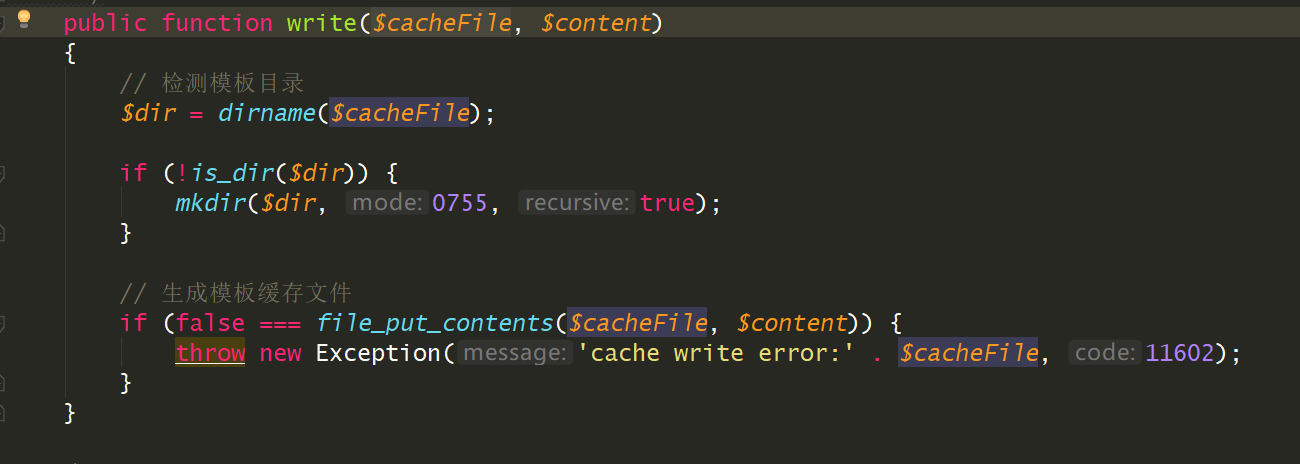 public function write($cacheFile, $content)
{
// 检测模板目录
$dir = dirname($cacheFile);
if (!is_dir($dir)) {
mkdir($dir, mode: 0755, recursive: true);
}
// 生成模板缓存文件
if (false === file_put_contents($cacheFile, $content)) {
throw new Exception( message: 'cache write error:' . $cacheFile, code: 11602);
}
}